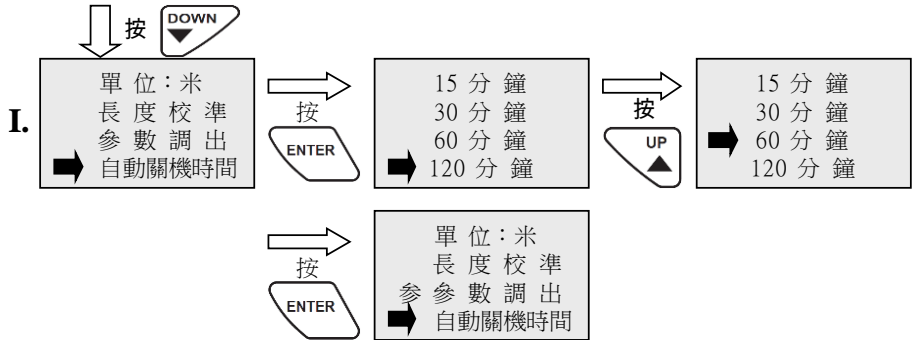 按 DOWN
I.
單 位：米
長 度 校 準
參 數 調 出
自動關機時間
按
ENTER
15 分 鐘
30 分 鐘
60 分 鐘
120 分 鐘
按
UP
15 分 鐘
30 分 鐘
60 分 鐘
120 分 鐘
按
ENTER
單 位：米
長 度 校 準
参 參 數 調 出
自動關機時間